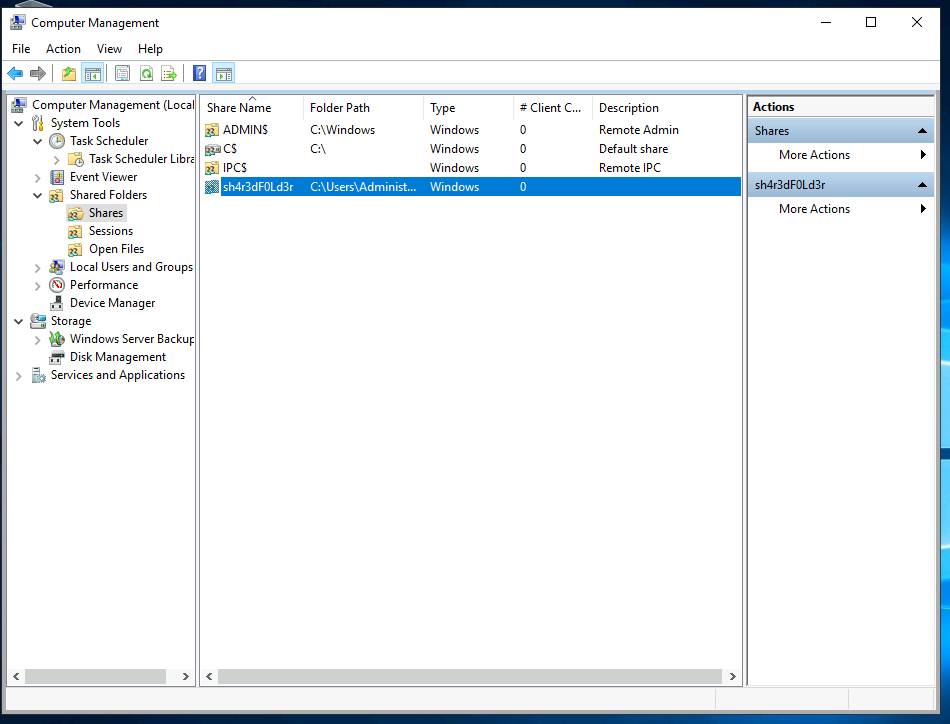 Computer Management
File Action View Help
Computer Management (Local
System Tools
Task Scheduler
Task Scheduler Libra
Event Viewer
Shared Folders
Shares
Sessions
Open Files
Local Users and Groups
Performance
Device Manager
Storage
Windows Server Backup
Disk Management
Services and Applications
Share Name Folder Path Type # Client C... Description
ADMIN$ C:\Windows Windows 0 Remote Admin
C$ C:\ Windows 0 Default share
IPC$ Windows 0 Remote IPC
sh4r3dF0Ld3r C:\Users\Administ... Windows 0
Actions
Shares
More Actions
sh4r3dF0Ld3r
More Actions